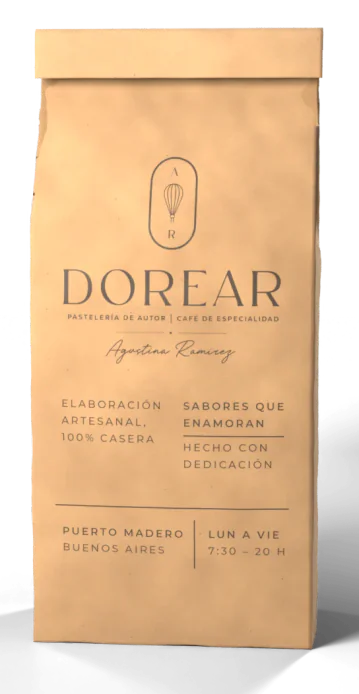 A
R
DOREAR
PASTELERÍA DE AUTOR | CAFÉ DE ESPECIALIDAD
Agostina Ramirez
ELABORACIÓN
ARTESANAL,
100% CASERA
SABORES QUE
ENAMORAN
HECHO CON
DEDICACIÓN
PUERTO MADERO
BUENOS AIRES
LUN A VIE
7:30 – 20 H